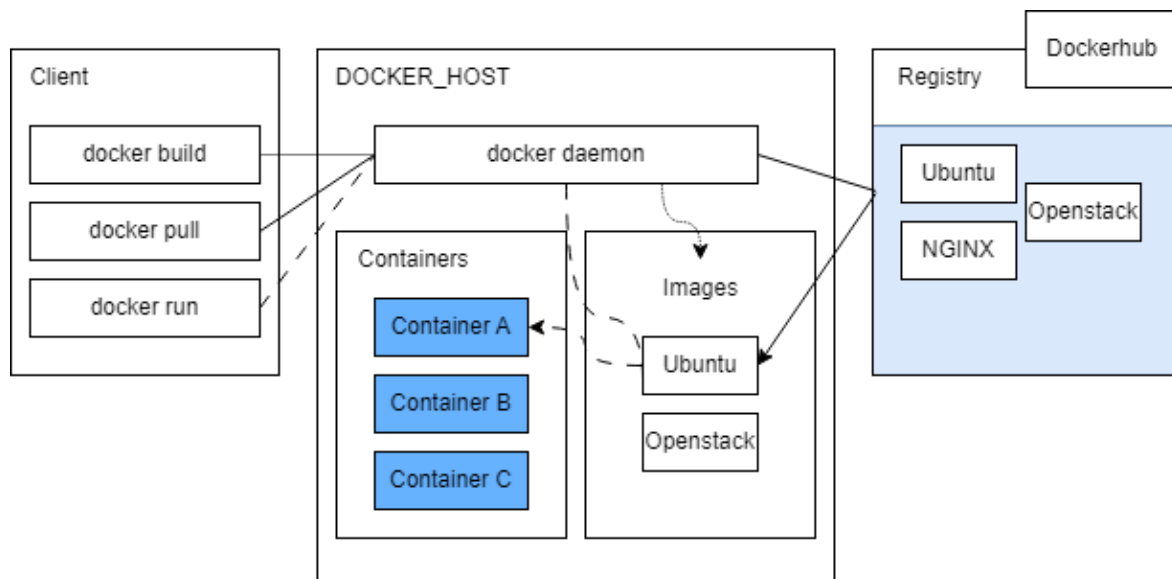 Client
docker build
docker pull
docker run
DOCKER_HOST
docker daemon
Containers
Container A
Container B
Container C
Images
Ubuntu
Openstack
Registry
Dockerhub
Ubuntu
Openstack
NGINX